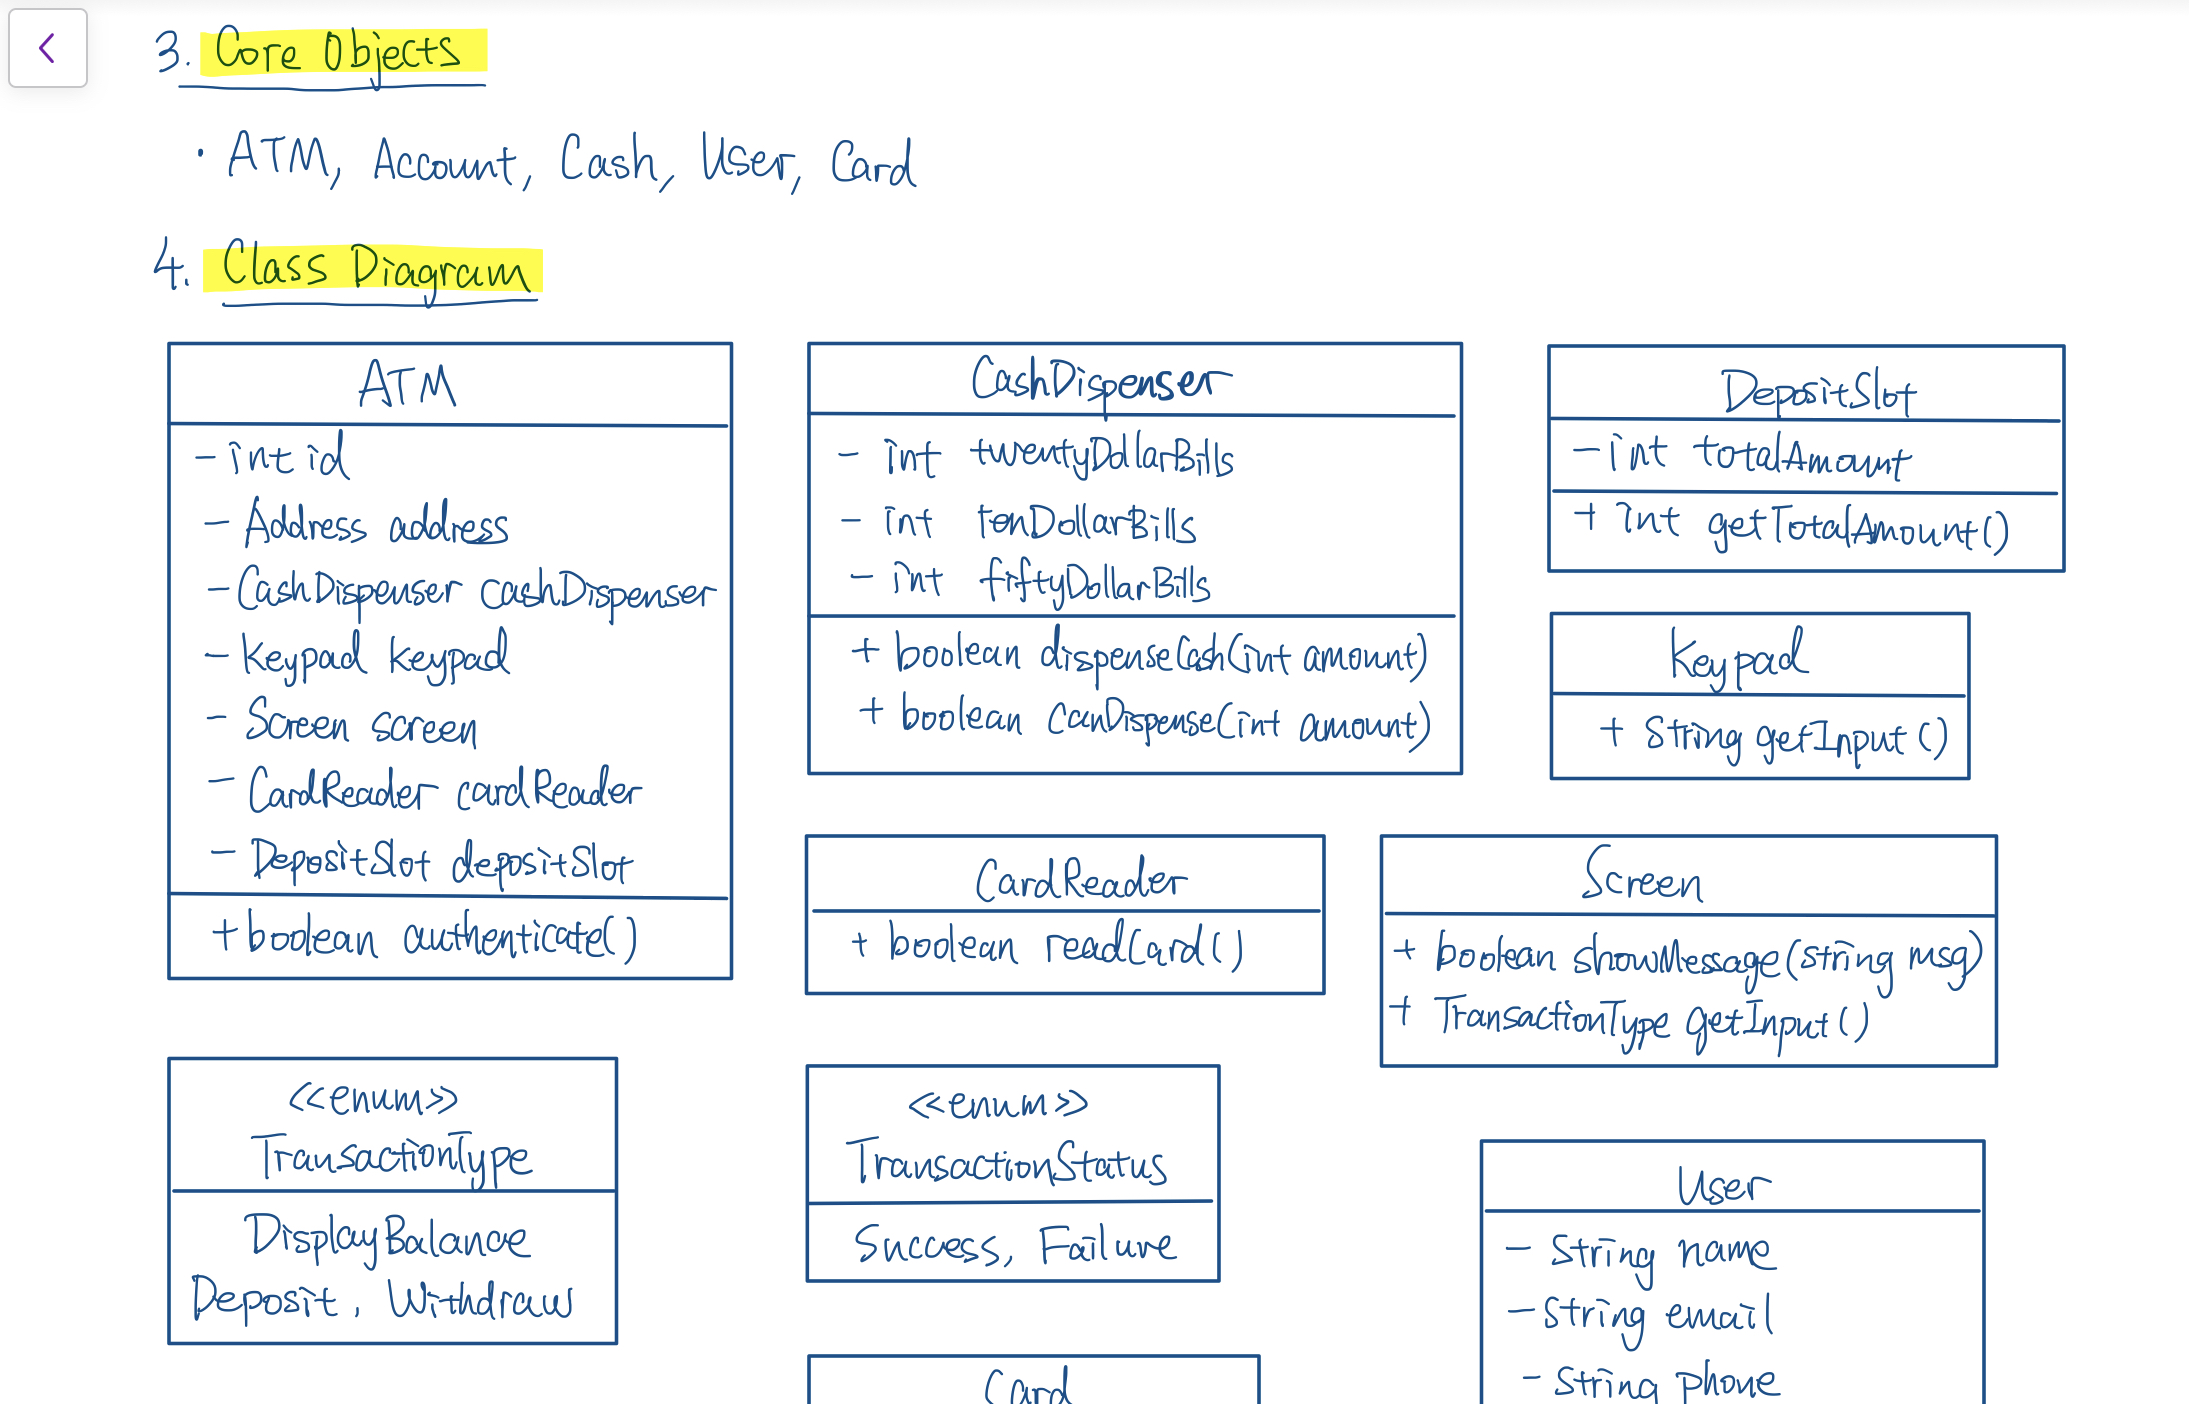 3. Core Objects
· ATM, Account, Cash, User, Card
4. Class Diagram
ATM
- int id
- Address address
- CashDispenser cashDispenser
- Keypad keypad
- Screen screen
- CardReader cardReader
- DepositSlot depositSlot
+ boolean authenticate()
CashDispenser
- int twentyDollarBills
- int tenDollarBills
- int fiftyDollarBills
+ boolean dispenseCash(int amount)
+ boolean canDispense(int amount)
DepositSlot
- int totalAmount
+ int getTotalAmount()
Keypad
+ String getInput()
CardReader
+ boolean readCard()
Screen
+ boolean showMessage(string msg)
+ TransactionType getInput()
<<enum>>
TransactionType
DisplayBalance
Deposit, Withdraw
<<enum>>
TransactionStatus
Success, Failure
User
- String name
- String email
- String phone
Card